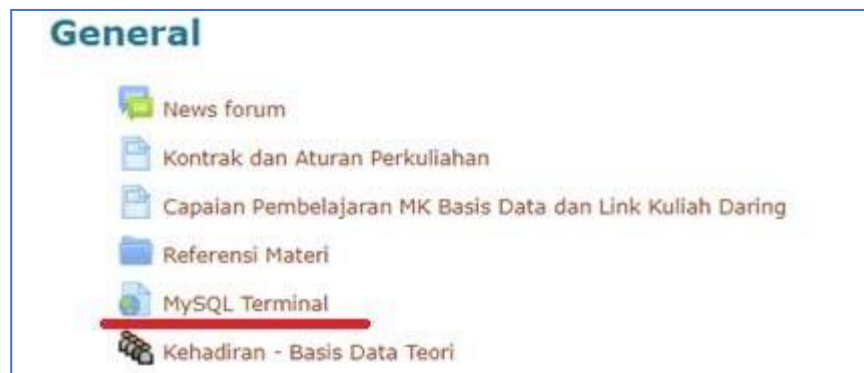 General
News forum
Kontrak dan Aturan Perkuliahan
Capaian Pembelajaran MK Basis Data dan Link Kuliah Daring
Referensi Materi
MySQL Terminal
Kehadiran - Basis Data Teori